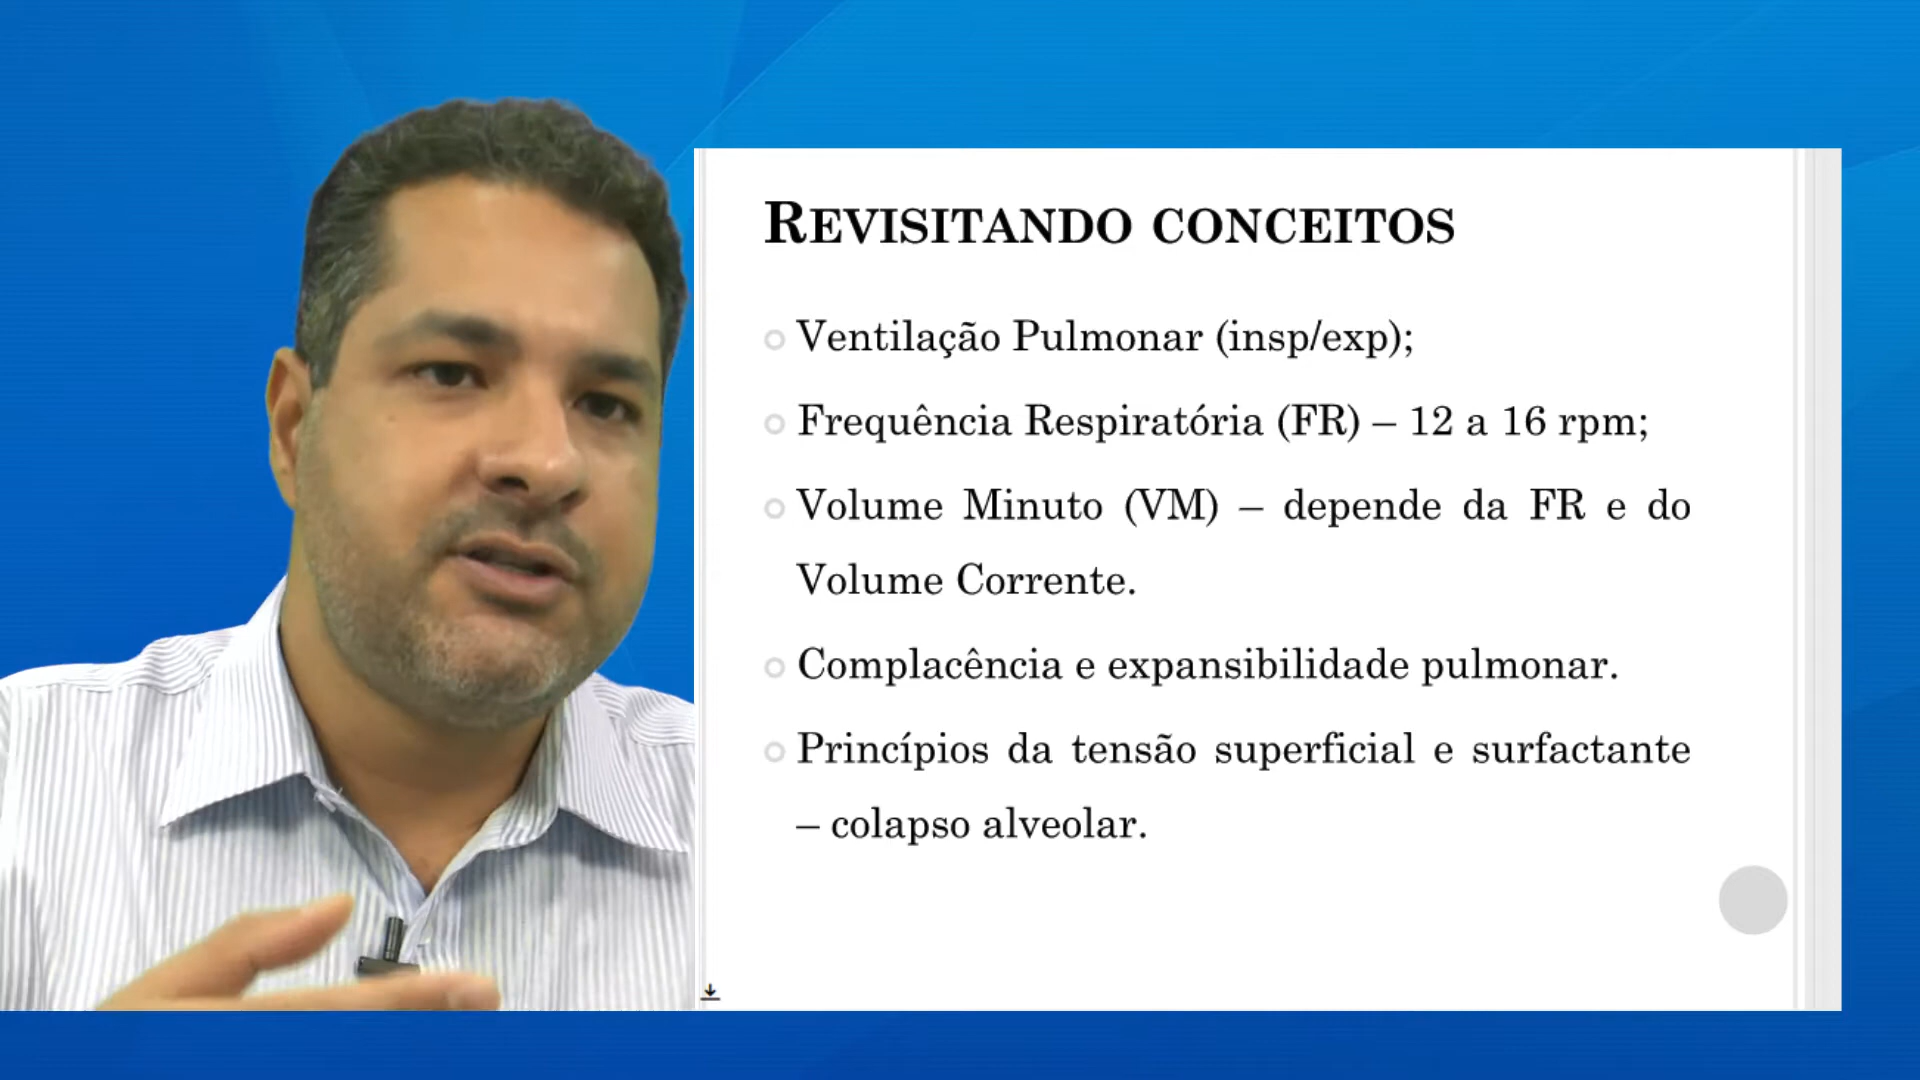 REVISITANDO CONCEITOS
Ventilação Pulmonar (insp/exp);
Frequência Respiratória (FR) – 12 a 16 rpm;
Volume Minuto (VM) – depende da FR e do
Volume Corrente.
Complacência e expansibilidade pulmonar.
Princípios da tensão superficial e surfactante
– colapso alveolar.